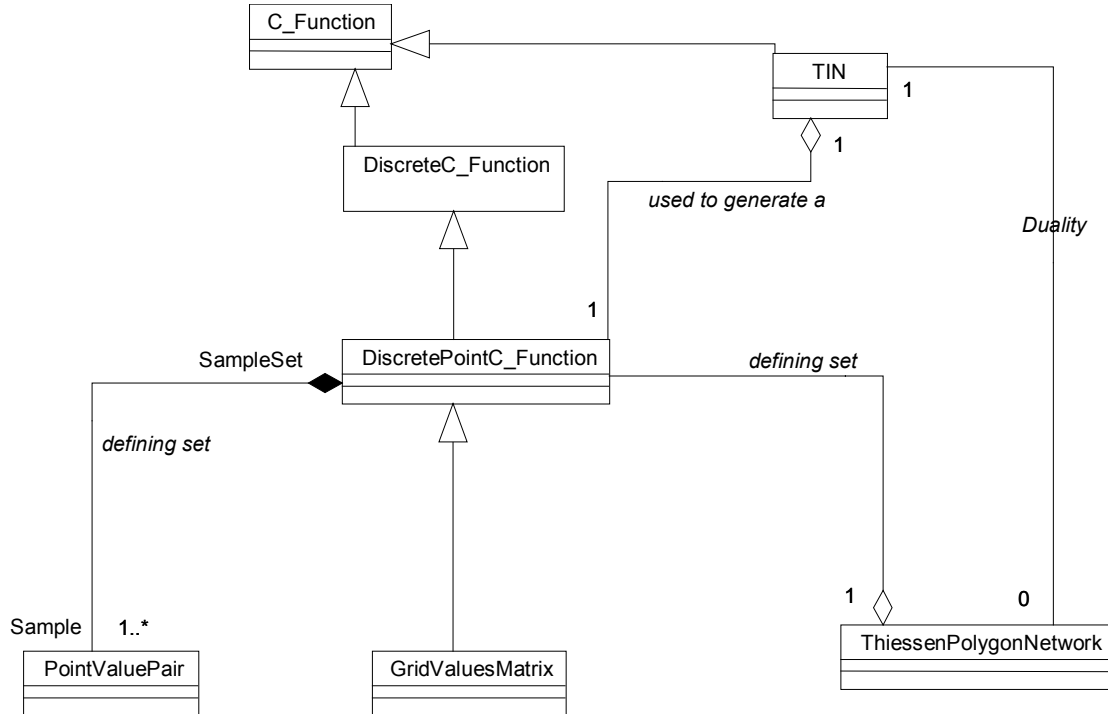 C_Function
TIN
1
1
DiscreteC_Function
used to generate a
Duality
1
SampleSet
DiscretePointC_Function
defining set
defining set
1
0
Sample
1..*
ThiessenPolygonNetwork
PointValuePair
GridValuesMatrix